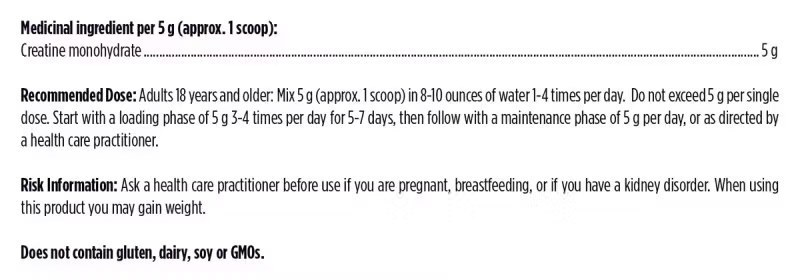 Medicinal ingredient per 5 g (approx. 1 scoop):
Creatine monohydrate........................................................................................................................................................................................................ 5 g
Recommended Dose: Adults 18 years and older: Mix 5 g (approx. 1 scoop) in 8-10 ounces of water 1-4 times per day. Do not exceed 5 g per single
dose. Start with a loading phase of 5 g 3-4 times per day for 5-7 days, then follow with a maintenance phase of 5 g per day, or as directed by
a health care practitioner.
Risk Information: Ask a health care practitioner before use if you are pregnant, breastfeeding, or if you have a kidney disorder. When using
this product you may gain weight.
Does not contain gluten, dairy, soy or GMOs.